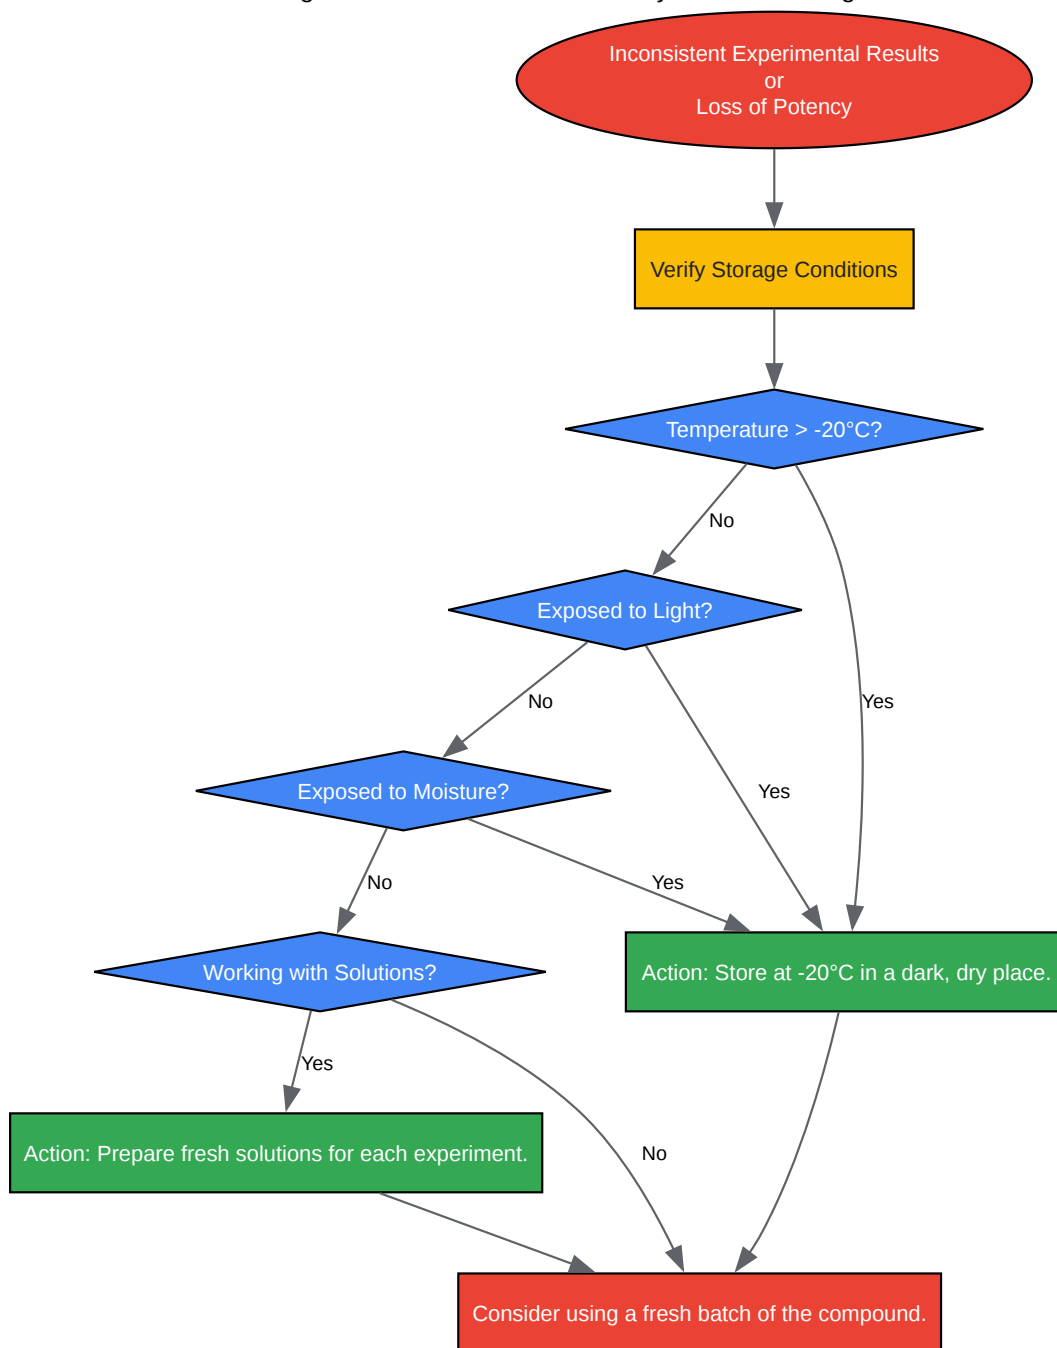 Inconsistent Experimental Results
or
Loss of Potency
Verify Storage Conditions
Temperature > -20°C?
No
Exposed to Light?
No
Yes
Exposed to Moisture?
Yes
No
Yes
Working with Solutions?
Action: Store at -20°C in a dark, dry place.
Yes
Action: Prepare fresh solutions for each experiment.
No
Consider using a fresh batch of the compound.